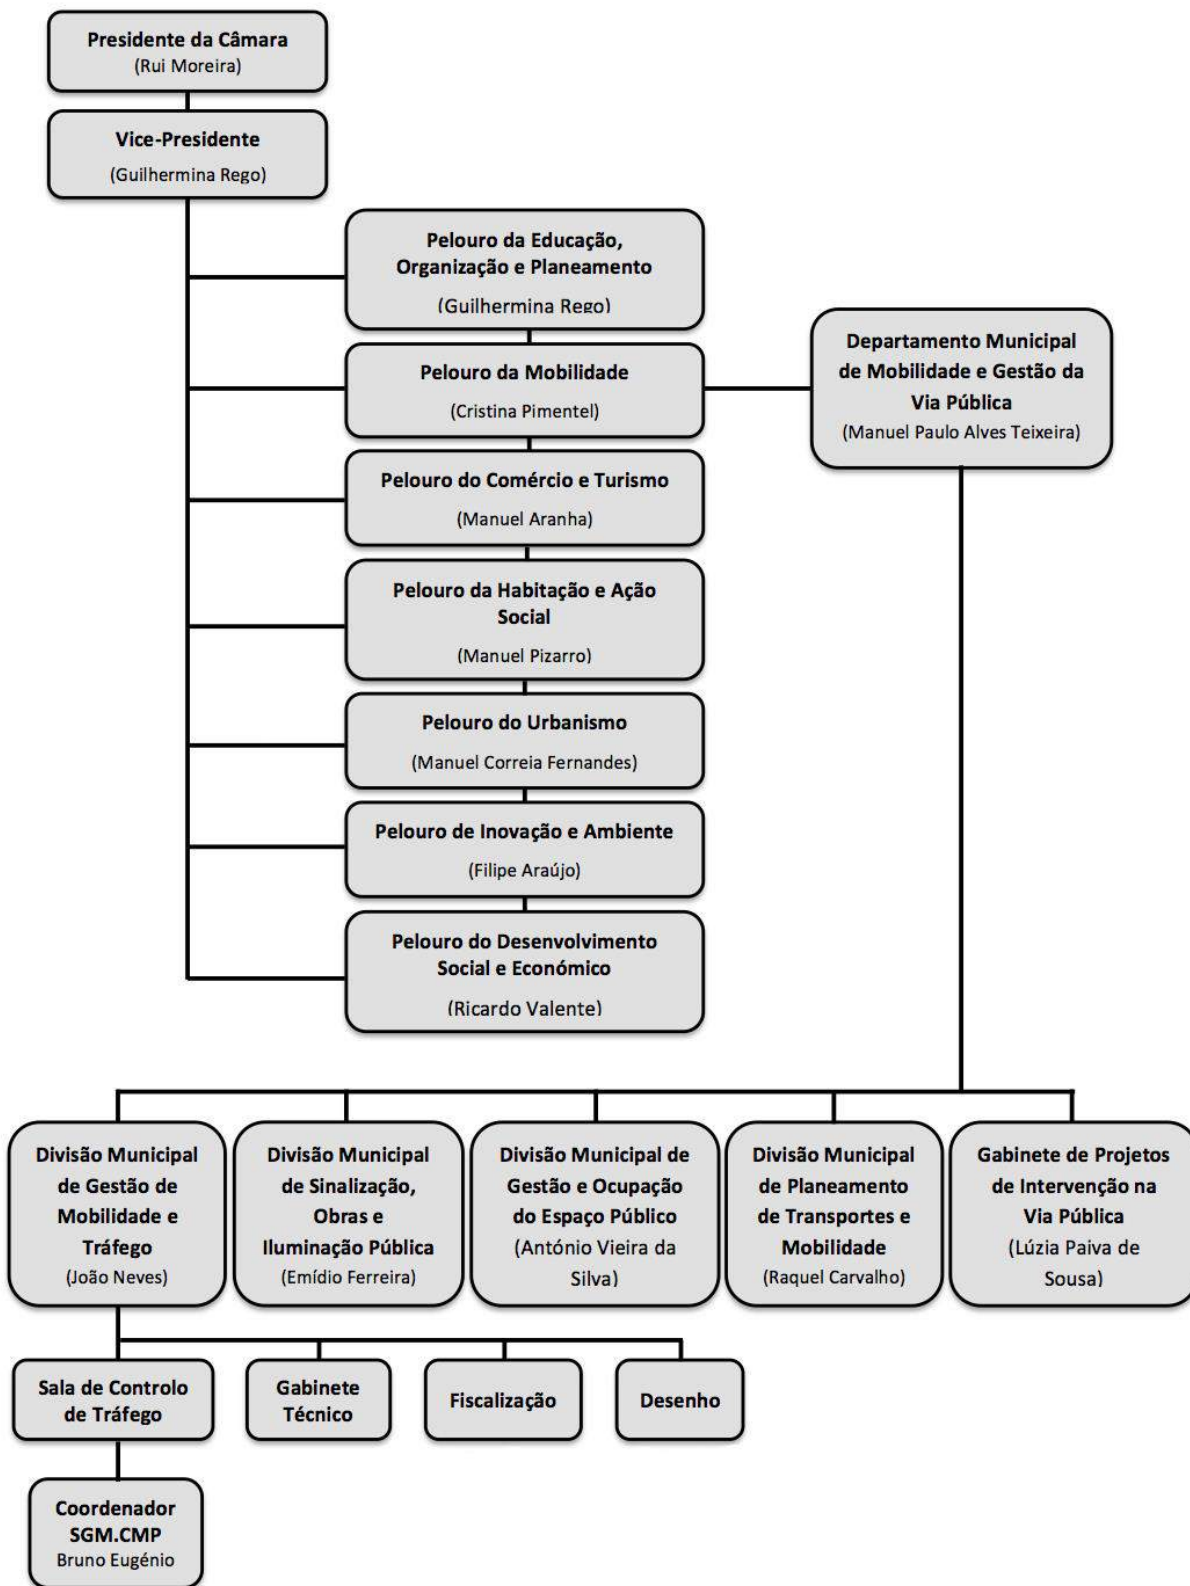 Presidente da Câmara
(Rui Moreira)
Vice-Presidente
(Guilhermina Rego)
Pelouro da Educação,
Organização e Planeamento
(Guilhermina Rego)
Pelouro da Mobilidade
(Cristina Pimentel)
Departamento Municipal
de Mobilidade e Gestão da
Via Pública
(Manuel Paulo Alves Teixeira)
Pelouro do Comércio e Turismo
(Manuel Aranha)
Pelouro da Habitação e Ação
Social
(Manuel Pizarro)
Pelouro do Urbanismo
(Manuel Correia Fernandes)
Pelouro de Inovação e Ambiente
(Filipe Araújo)
Pelouro do Desenvolvimento
Social e Económico
(Ricardo Valente)
Divisão Municipal
de Gestão de
Mobilidade e
Tráfego
(João Neves)
Divisão Municipal
de Sinalização,
Obras e
Iluminação Pública
(Emídio Ferreira)
Divisão Municipal de
Gestão e Ocupação
do Espaço Público
(António Vieira da
Silva)
Divisão Municipal
de Planeamento
de Transportes e
Mobilidade
(Raquel Carvalho)
Gabinete de Projetos
de Intervenção na
Via Pública
(Lúzia Paiva de
Sousa)
Sala de Controlo
de Tráfego
Gabinete
Técnico
Fiscalização
Desenho
Coordenador
SGM.CMP
Bruno Eugénio